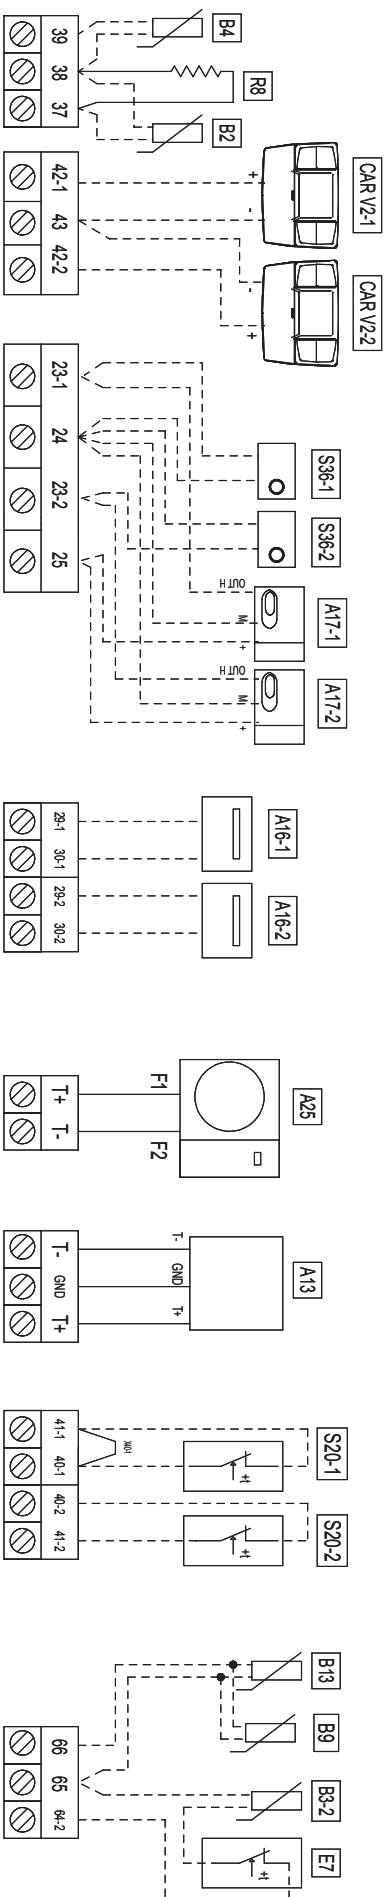 39
38
37
B4
R8
B2
42-1
43
42-2
+
-
-
+
CAR V2-1
CAR V2-2
23-1
24
23-2
25
S36-1
S36-2
OUT H
M
+
A17-1
OUT H
M
+
A17-2
29-1
30-1
29-2
30-2
A16-1
A16-2
T+
T-
F1
F2
A25
T-
GND
T+
T-
GND
T+
A13
41-1
40-1
40-2
41-2
+t
+t
S20-1
S20-2
66
65
64-2
B13
B9
B3-2
+t
E7